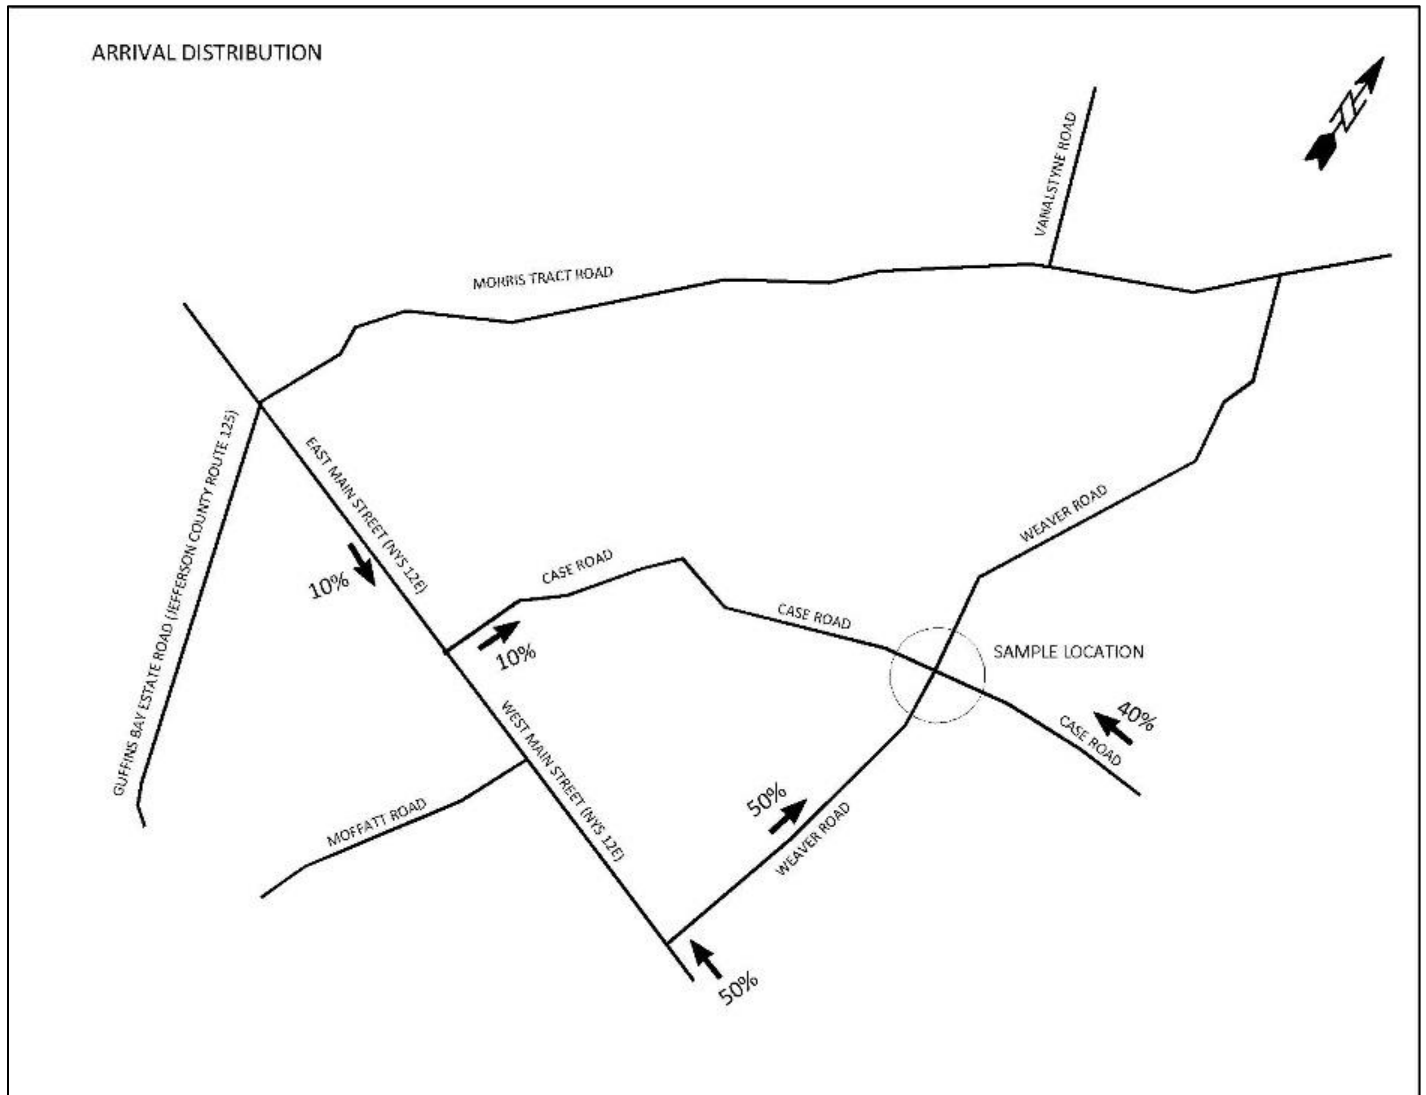 ARRIVAL DISTRIBUTION
VANALSTYNE ROAD
MORRIS TRACT ROAD
EAST MAIN STREET (NYS 12E)
GUFFINS BAY ESTATE ROAD (JEFFERSON COUNTY ROUTE 125)
WEAVER ROAD
10%
CASE ROAD
CASE ROAD
10%
SAMPLE LOCATION
WEST MAIN STREET (NYS 12E)
40%
CASE ROAD
50%
MOFFATT ROAD
WEAVER ROAD
50%